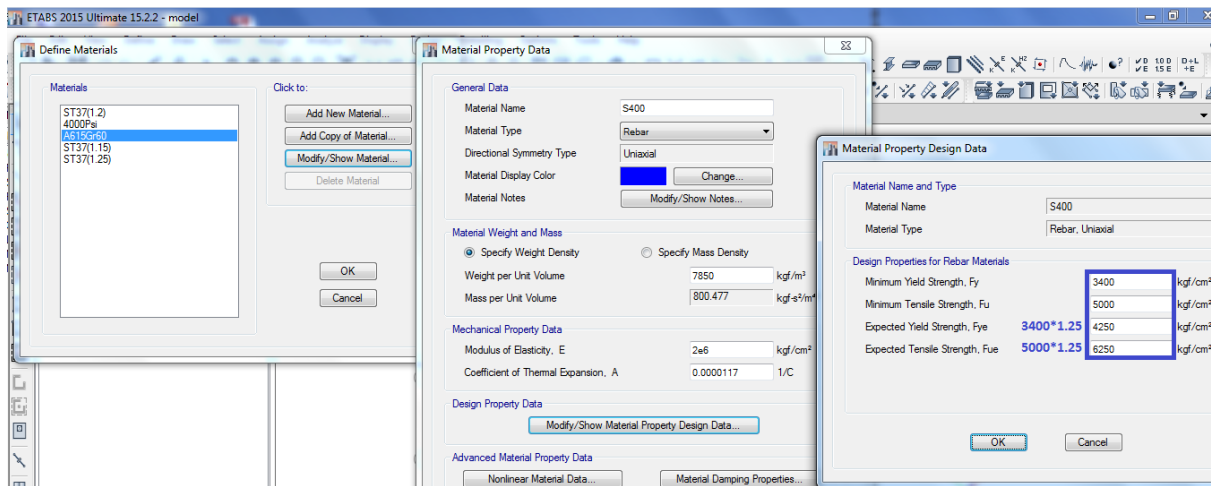 ETABS 2015 Ultimate 15.2.2 - model
Define Materials
Materials
ST37(1.2)
4000Psi
A615Gr60
ST37(1.15)
ST37(1.25)
Click to:
Add New Material...
Add Copy of Material...
Modify/Show Material...
Delete Material
OK
Cancel
Material Property Data
General Data
Material Name S400
Material Type Rebar
Directional Symmetry Type Uniaxial
Material Display Color Change...
Material Notes Modify/Show Notes...
Material Weight and Mass
Specify Weight Density Specify Mass Density
Weight per Unit Volume 7850 kgf/m³
Mass per Unit Volume 800.477 kgf-s²/m⁴
Mechanical Property Data
Modulus of Elasticity, E 2e6 kgf/cm²
Coefficient of Thermal Expansion, A 0.0000117 1/C
Design Property Data
Modify/Show Material Property Design Data...
Advanced Material Property Data
Nonlinear Material Data... Material Damping Properties...
Material Property Design Data
Material Name and Type
Material Name S400
Material Type Rebar, Uniaxial
Design Properties for Rebar Materials
Minimum Yield Strength, Fy 3400 kgf/cm²
Minimum Tensile Strength, Fu 5000 kgf/cm²
Expected Yield Strength, Fye 3400*1.25 4250 kgf/cm²
Expected Tensile Strength, Fue 5000*1.25 6250 kgf/cm²
OK Cancel